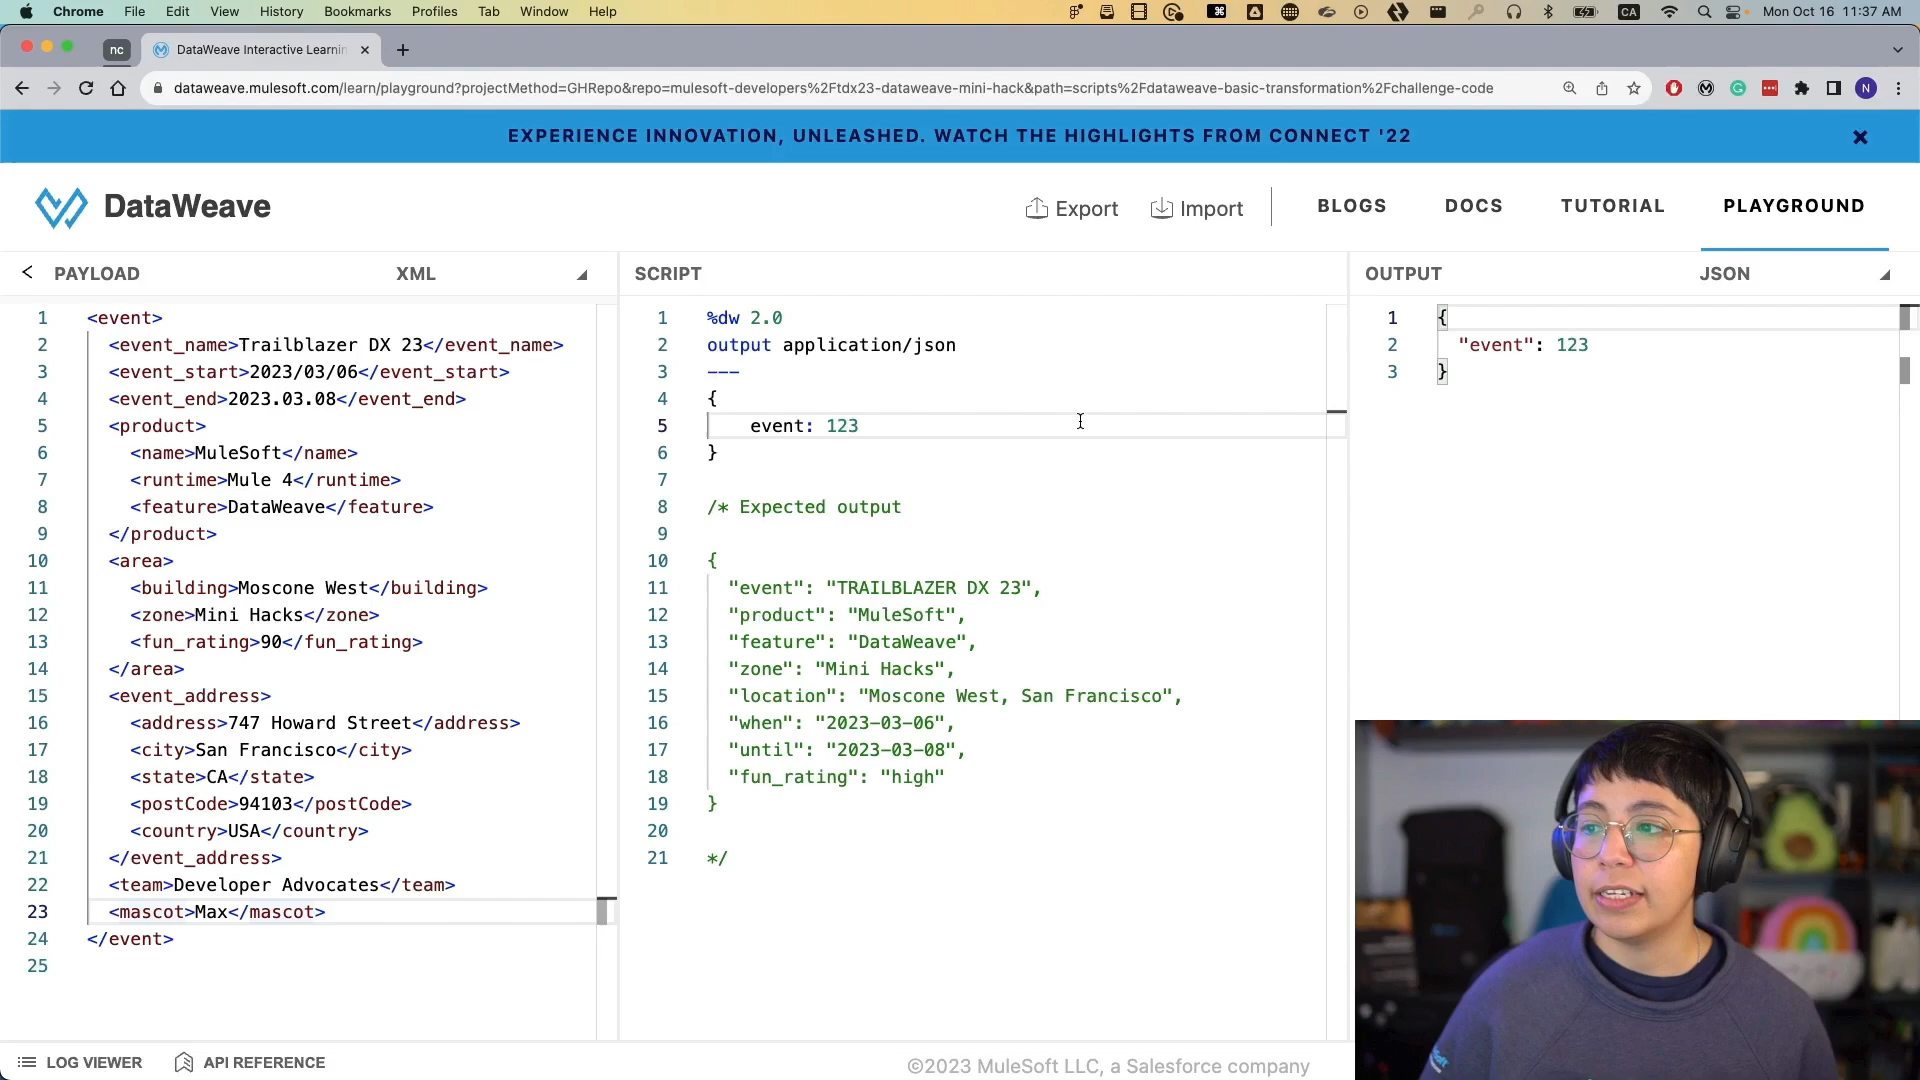 Chrome File Edit View History Bookmarks Profiles Tab Window Help CA Mon Oct 16 11:37 AM
nc DataWeave Interactive Learnin
dataweave.mulesoft.com/learn/playground?projectMethod=GHRepo&repo=mulesoft-developers%2Ftdx23-dataweave-mini-hack&path=scripts%2Fdataweave-basic-transformation%2Fchallenge-code N
EXPERIENCE INNOVATION, UNLEASHED. WATCH THE HIGHLIGHTS FROM CONNECT '22
DataWeave Export Import BLOGS DOCS TUTORIAL PLAYGROUND
PAYLOAD XML
1 <event>
2 <event_name>Trailblazer DX 23</event_name>
3 <event_start>2023/03/06</event_start>
4 <event_end>2023.03.08</event_end>
5 <product>
6 <name>MuleSoft</name>
7 <runtime>Mule 4</runtime>
8 <feature>DataWeave</feature>
9 </product>
10 <area>
11 <building>Moscone West</building>
12 <zone>Mini Hacks</zone>
13 <fun_rating>90</fun_rating>
14 </area>
15 <event_address>
16 <address>747 Howard Street</address>
17 <city>San Francisco</city>
18 <state>CA</state>
19 <postCode>94103</postCode>
20 <country>USA</country>
21 </event_address>
22 <team>Developer Advocates</team>
23 <mascot>Max</mascot>
24 </event>
25
SCRIPT
1 %dw 2.0
2 output application/json
3 ---
4 {
5 event: 123
6 }
7
8 /* Expected output
9
10 {
11 "event": "TRAILBLAZER DX 23",
12 "product": "MuleSoft",
13 "feature": "DataWeave",
14 "zone": "Mini Hacks",
15 "location": "Moscone West, San Francisco",
16 "when": "2023-03-06",
17 "until": "2023-03-08",
18 "fun_rating": "high"
19 }
20
21 */
OUTPUT JSON
1 {
2 "event": 123
3 }
LOG VIEWER API REFERENCE ©2023 MuleSoft LLC, a Salesforce company